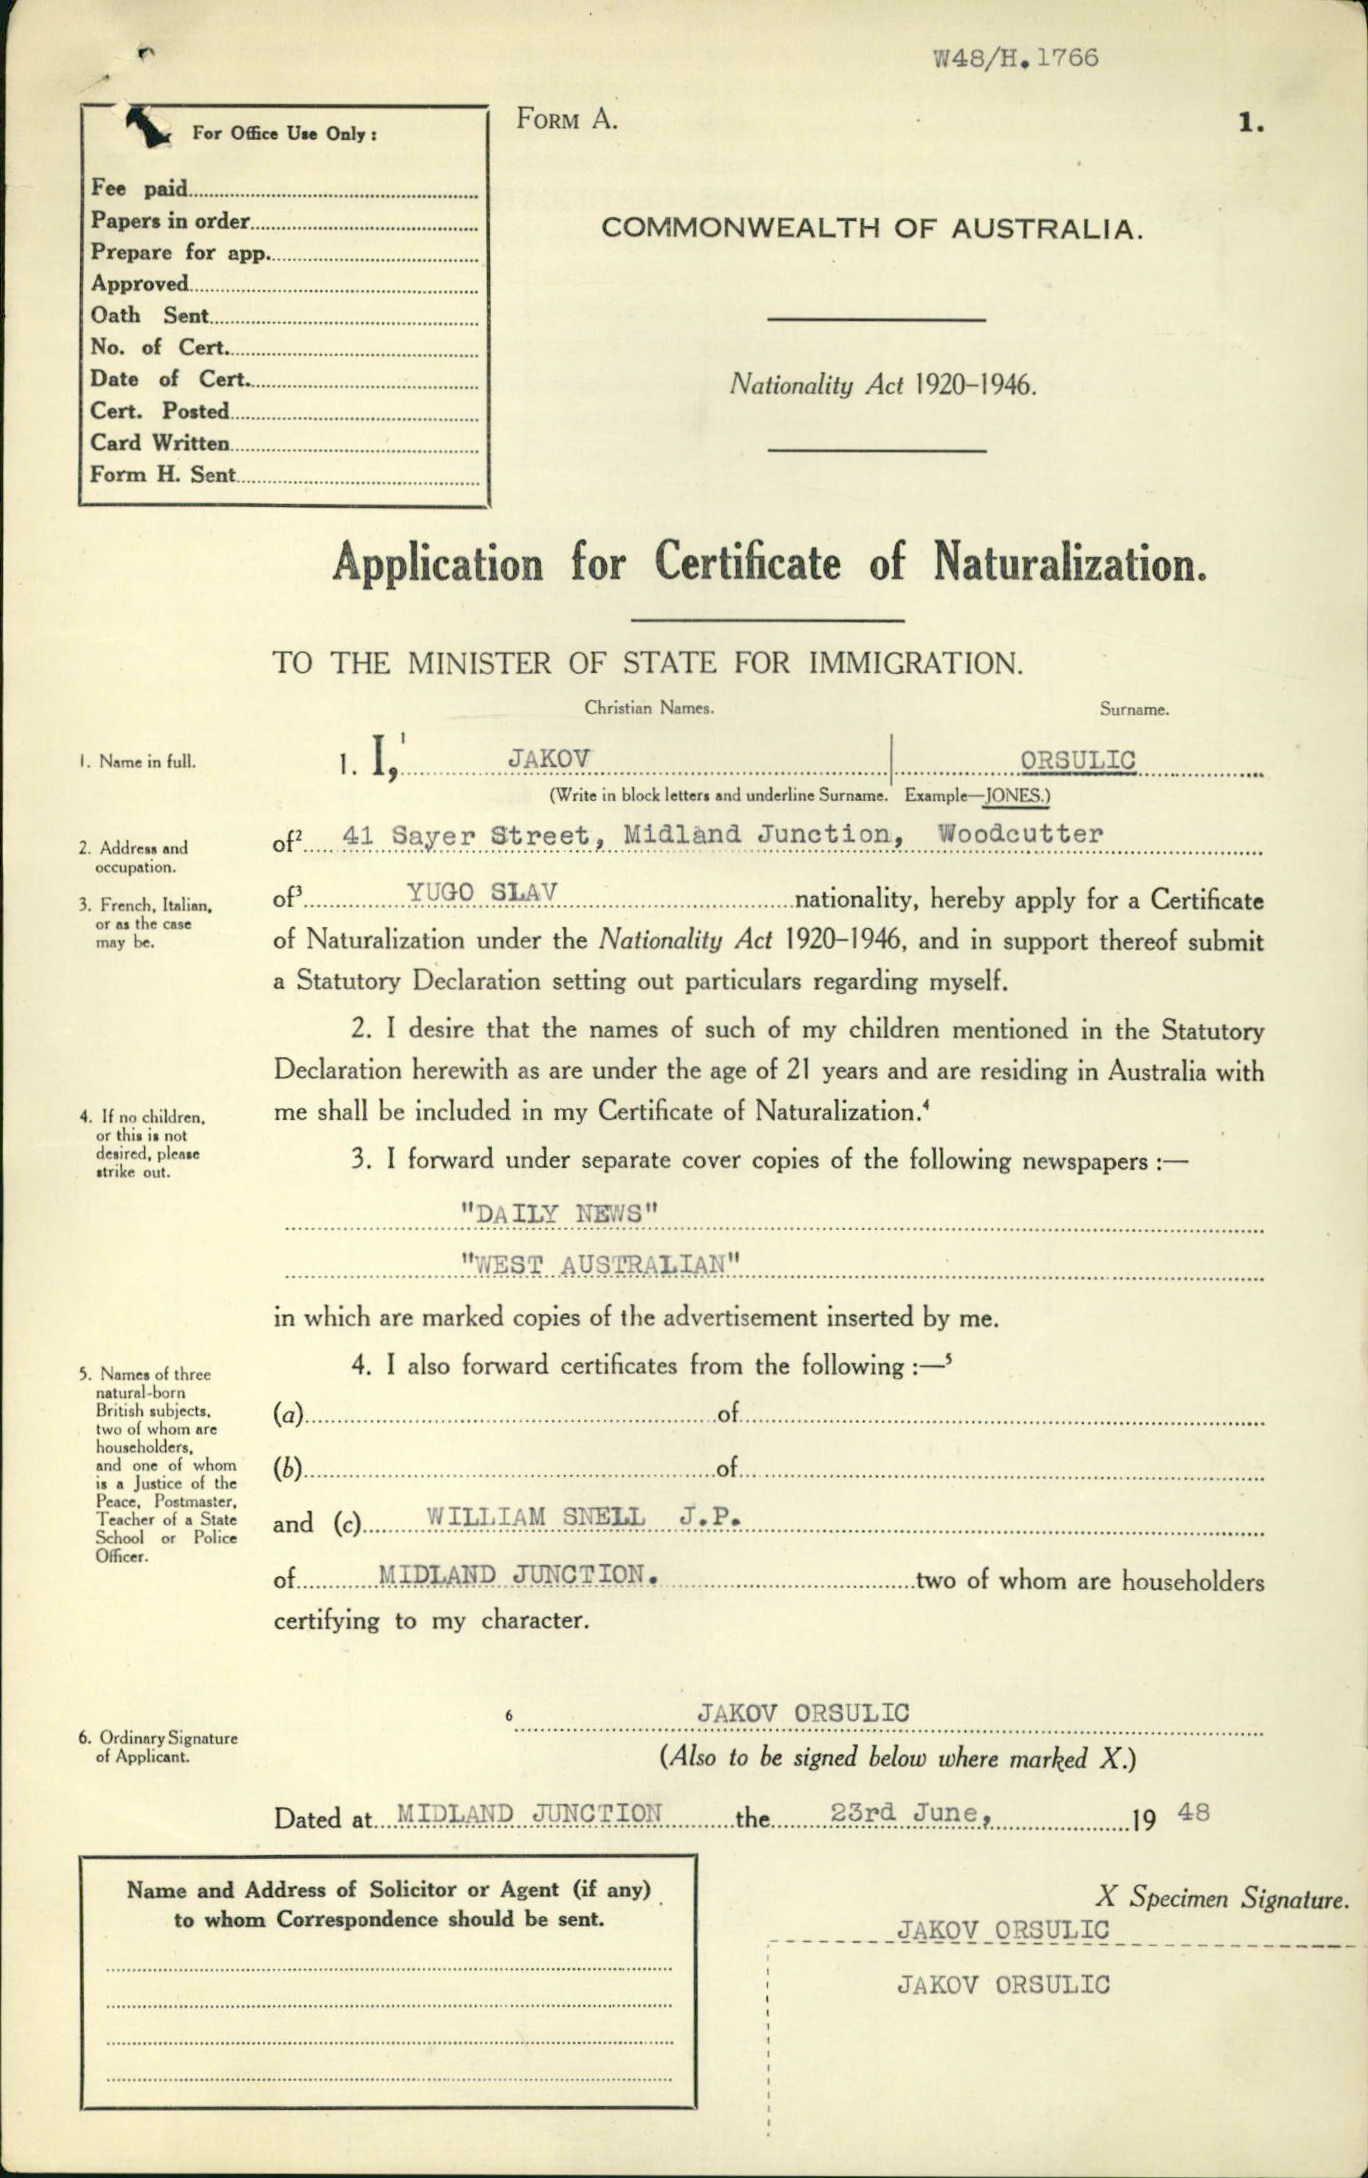 W48/H.1766
For Office Use Only :
Fee paid
Papers in order
Prepare for app.
Approved
Oath Sent
No. of Cert.
Date of Cert.
Cert. Posted
Card Written
Form H. Sent
FORM A.
1.
COMMONWEALTH OF AUSTRALIA.
Nationality Act 1920–1946.
Application for Certificate of Naturalization.
TO THE MINISTER OF STATE FOR IMMIGRATION.
Christian Names. Surname.
1. Name in full.
1. I,¹ JAKOV ORSULIC
(Write in block letters and underline Surname. Example—JONES.)
2. Address and
occupation.
of² 41 Sayer Street, Midland Junction, Woodcutter
3. French, Italian,
or as the case
may be.
of³ YUGO SLAV nationality, hereby apply for a Certificate
of Naturalization under the Nationality Act 1920–1946, and in support thereof submit
a Statutory Declaration setting out particulars regarding myself.
2. I desire that the names of such of my children mentioned in the Statutory
Declaration herewith as are under the age of 21 years and are residing in Australia with
me shall be included in my Certificate of Naturalization.⁴
4. If no children,
or this is not
desired, please
strike out.
3. I forward under separate cover copies of the following newspapers :—
"DAILY NEWS"
"WEST AUSTRALIAN"
in which are marked copies of the advertisement inserted by me.
4. I also forward certificates from the following :—⁵
5. Names of three
natural-born
British subjects,
two of whom are
householders,
and one of whom
is a Justice of the
Peace, Postmaster,
Teacher of a State
School or Police
Officer.
(a) of
(b) of
and (c) WILLIAM SNELL J.P.
of MIDLAND JUNCTION. two of whom are householders
certifying to my character.
6 JAKOV ORSULIC
6. Ordinary Signature
of Applicant.
(Also to be signed below where marked X.)
Dated at MIDLAND JUNCTION the 23rd June, 19 48
Name and Address of Solicitor or Agent (if any)
to whom Correspondence should be sent.
X Specimen Signature.
JAKOV ORSULIC
JAKOV ORSULIC